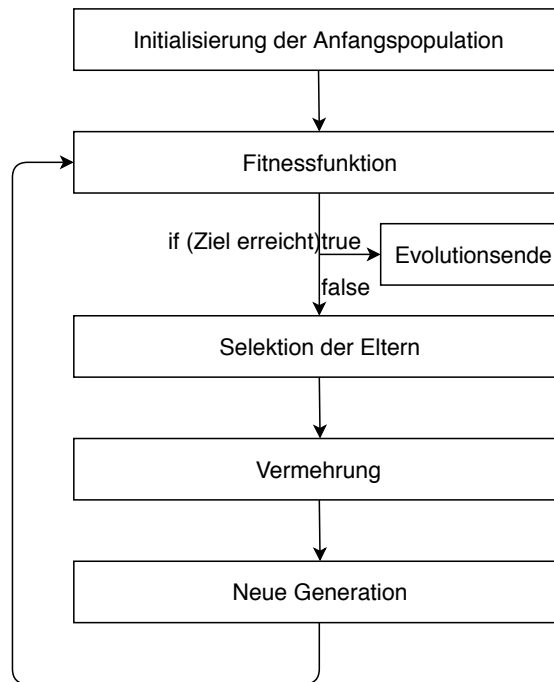 Initialisierung der Anfangspopulation
Fitnessfunktion
if (Ziel erreicht)true
Evolutionsende
false
Selektion der Eltern
Vermehrung
Neue Generation